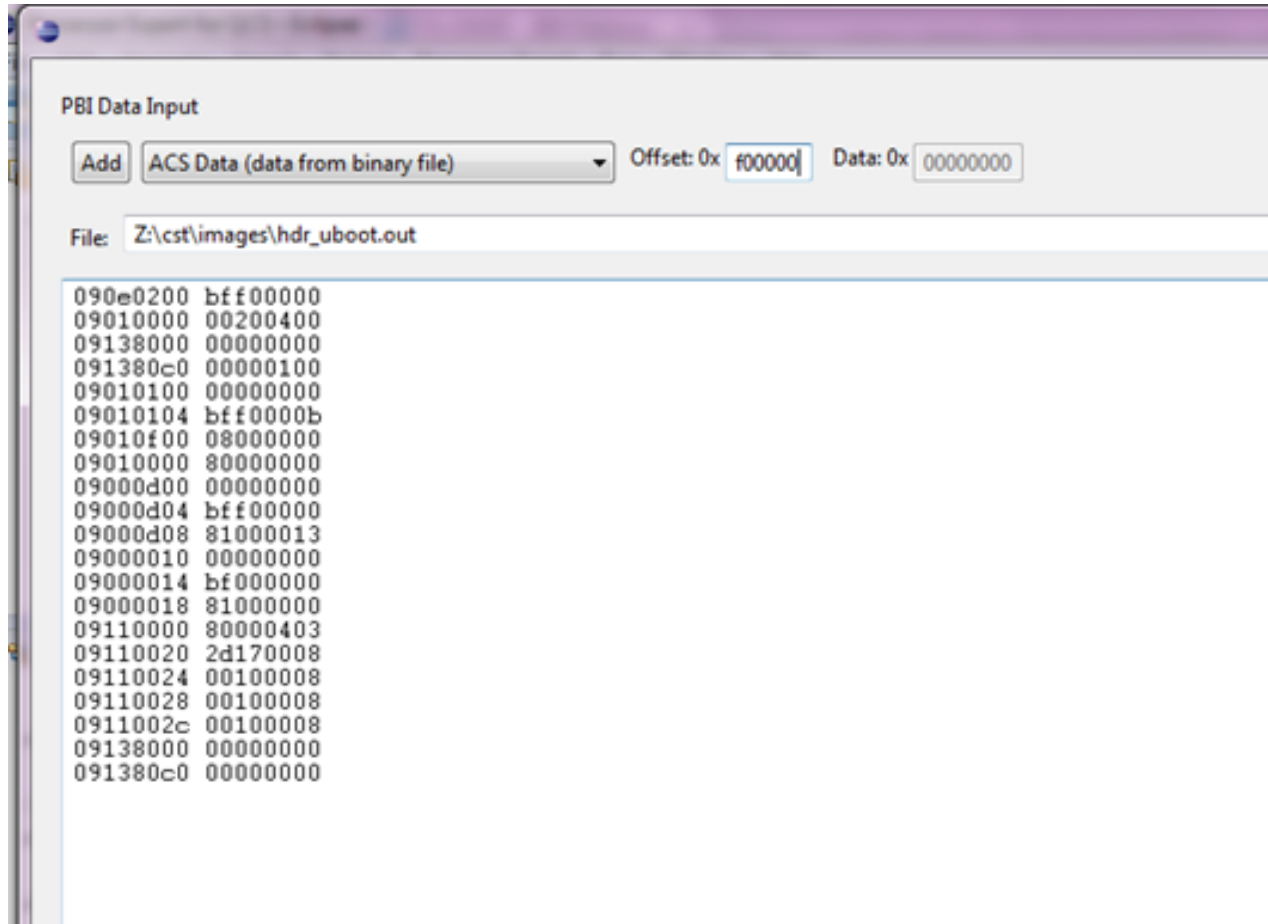 PBI Data Input
Add ACS Data (data from binary file) Offset: 0x f00000 Data: 0x 00000000
File: Z:\cst\images\hdr_uboot.out
090e0200 bff00000
09010000 00200400
09138000 00000000
091380c0 00000100
09010100 00000000
09010104 bff0000b
09010f00 08000000
09010000 80000000
09000d00 00000000
09000d04 bff00000
09000d08 81000013
09000010 00000000
09000014 bf000000
09000018 81000000
09110000 80000403
09110020 2d170008
09110024 00100008
09110028 00100008
0911002c 00100008
09138000 00000000
091380c0 00000000